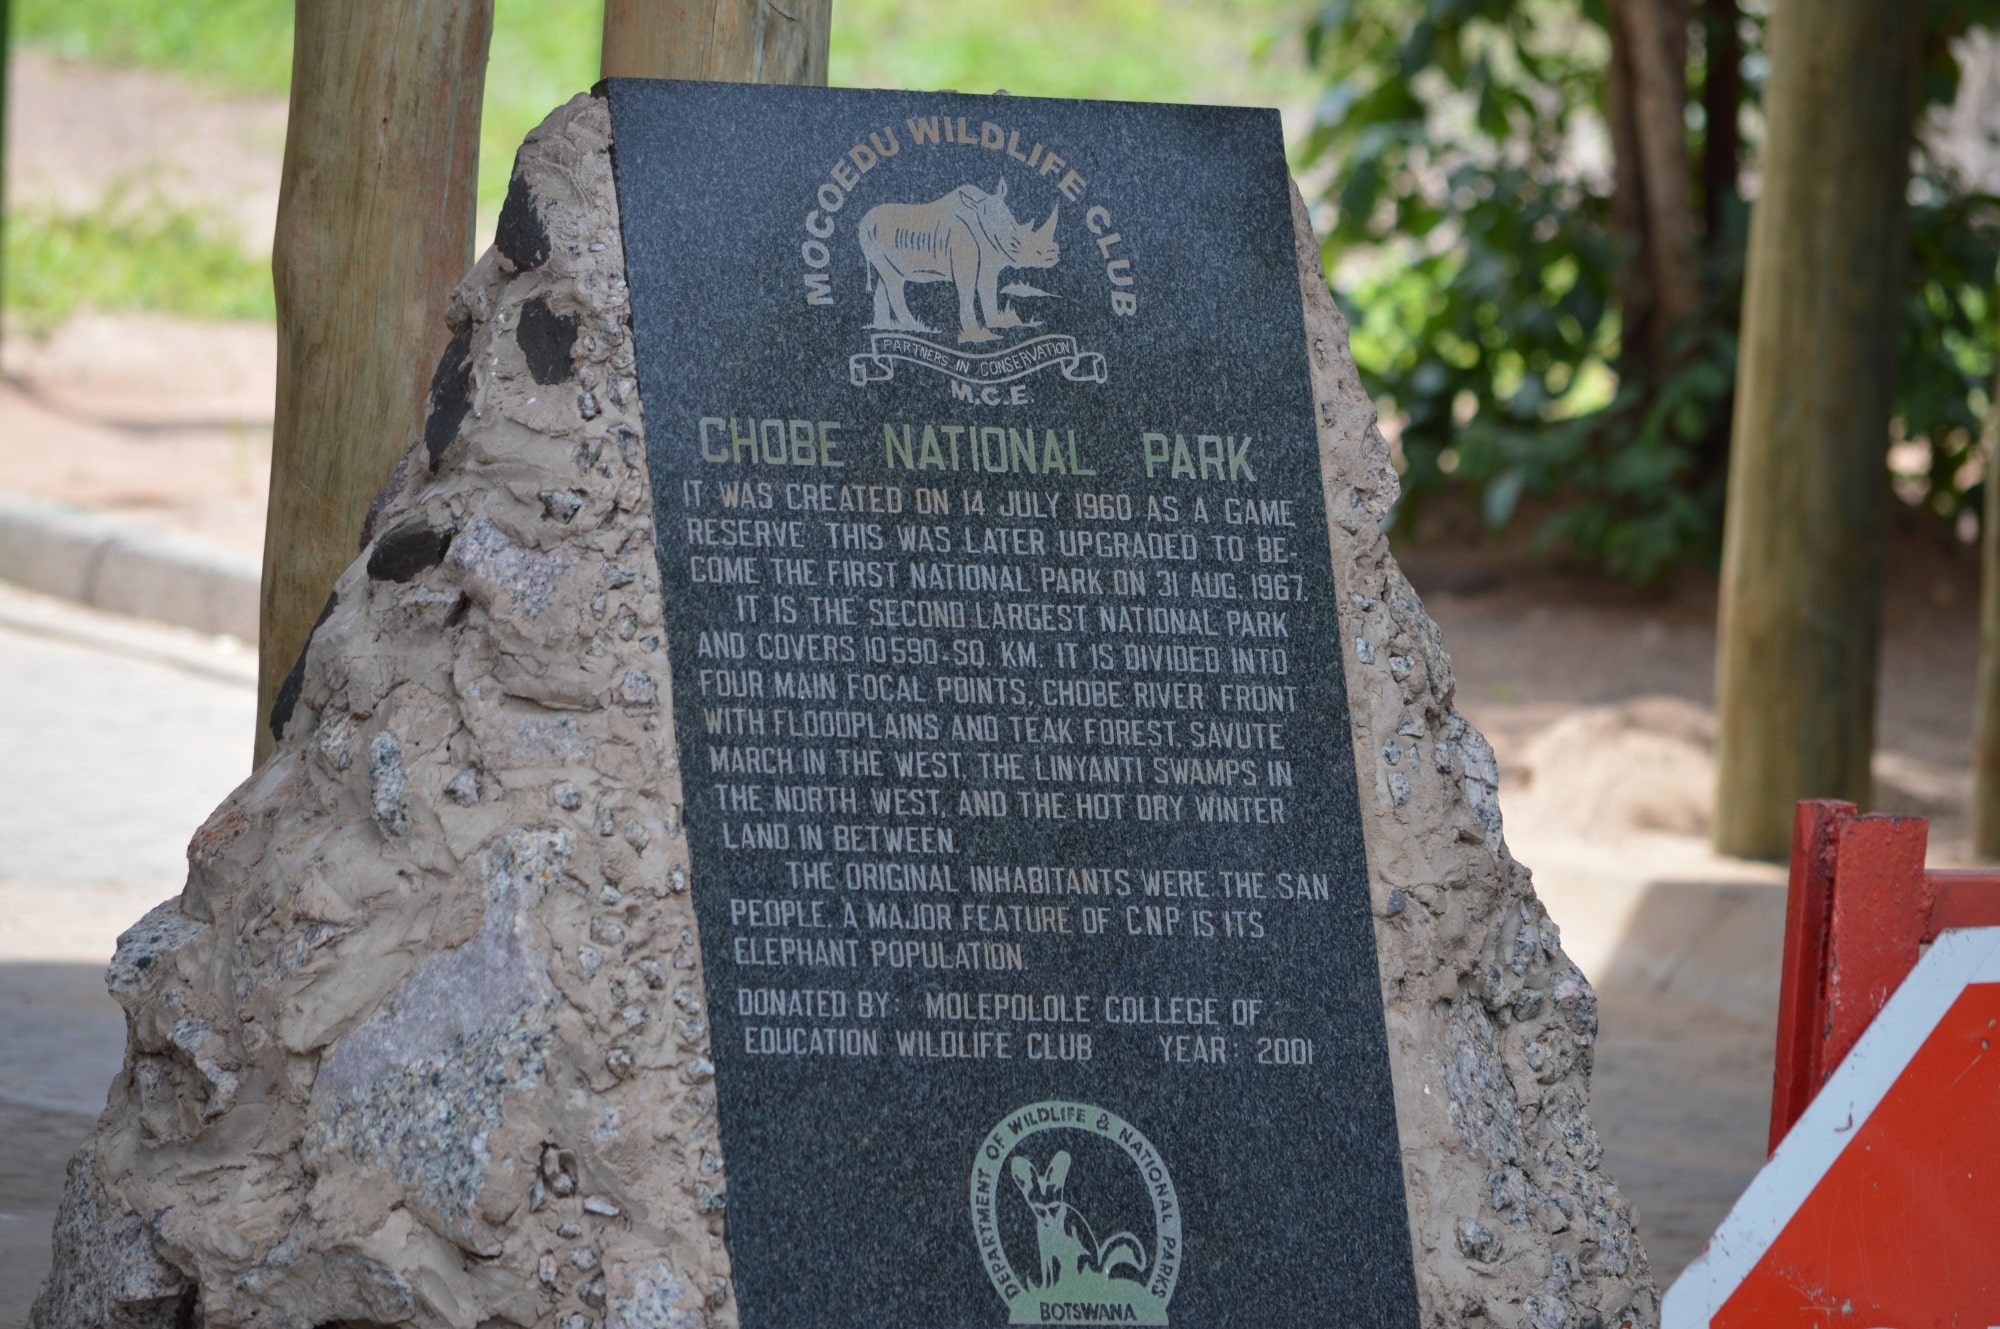 MOCOEDU WILDLIFE CLUB
PARTNERS IN CONSERVATION
M.C.E.
CHOBE NATIONAL PARK
IT WAS CREATED ON 14 JULY 1960 AS A GAME
RESERVE. THIS WAS LATER UPGRADED TO BE-
COME THE FIRST NATIONAL PARK ON 31 AUG. 1967.
IT IS THE SECOND LARGEST NATIONAL PARK
AND COVERS 10590-SQ. KM. IT IS DIVIDED INTO
FOUR MAIN FOCAL POINTS, CHOBE RIVER FRONT
WITH FLOODPLAINS AND TEAK FOREST, SAVUTE
MARCH IN THE WEST, THE LINYANTI SWAMPS IN
THE NORTH WEST, AND THE HOT DRY WINTER
LAND IN BETWEEN.
THE ORIGINAL INHABITANTS WERE THE SAN
PEOPLE. A MAJOR FEATURE OF CNP IS ITS
ELEPHANT POPULATION.
DONATED BY: MOLEPOLOLE COLLEGE OF
EDUCATION WILDLIFE CLUB YEAR: 2001
DEPARTMENT OF WILDLIFE & NATIONAL PARKS
BOTSWANA